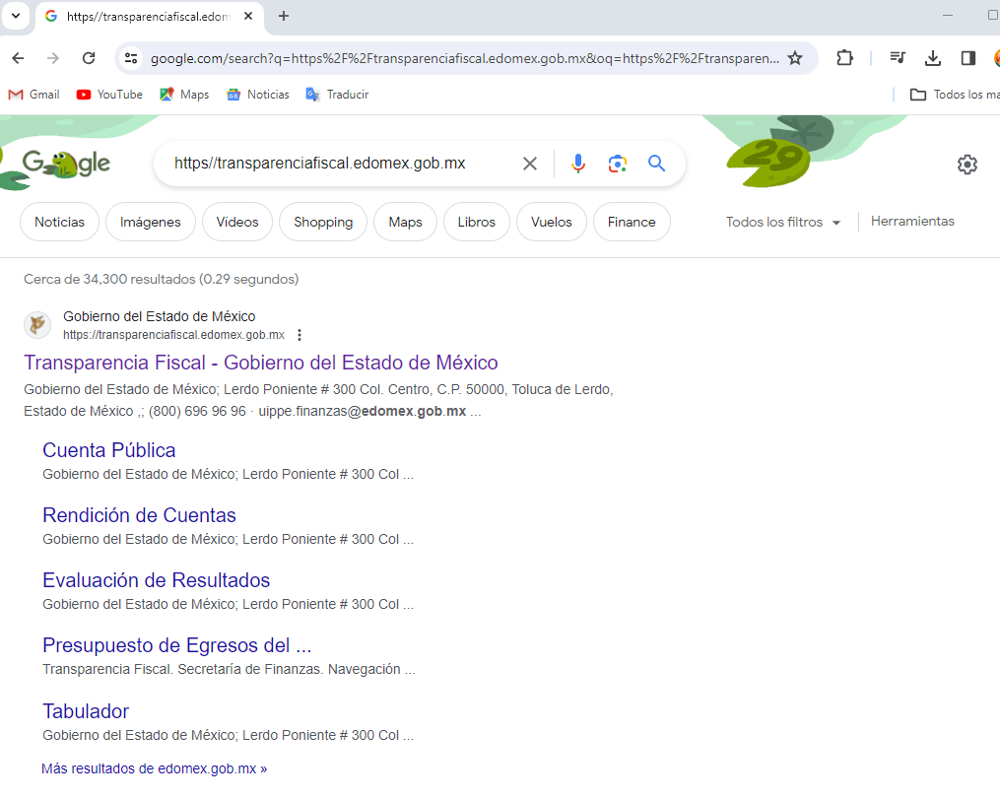 https//transparenciafiscal.edom
google.com/search?q=https%2F%2Ftransparenciafiscal.edomex.gob.mx&oq=https%2F%2Ftransparen...
Gmail YouTube Maps Noticias Traducir Todos los ma
Google
https//transparenciafiscal.edomex.gob.mx
29
Noticias Imágenes Vídeos Shopping Maps Libros Vuelos Finance Todos los filtros Herramientas
Cerca de 34,300 resultados (0.29 segundos)
Gobierno del Estado de México
https://transparenciafiscal.edomex.gob.mx
Transparencia Fiscal - Gobierno del Estado de México
Gobierno del Estado de México; Lerdo Poniente # 300 Col. Centro, C.P. 50000, Toluca de Lerdo,
Estado de México ,; (800) 696 96 96 · uippe.finanzas@edomex.gob.mx ...
Cuenta Pública
Gobierno del Estado de México; Lerdo Poniente # 300 Col ...
Rendición de Cuentas
Gobierno del Estado de México; Lerdo Poniente # 300 Col ...
Evaluación de Resultados
Gobierno del Estado de México; Lerdo Poniente # 300 Col ...
Presupuesto de Egresos del ...
Transparencia Fiscal. Secretaría de Finanzas. Navegación ...
Tabulador
Gobierno del Estado de México; Lerdo Poniente # 300 Col ...
Más resultados de edomex.gob.mx »